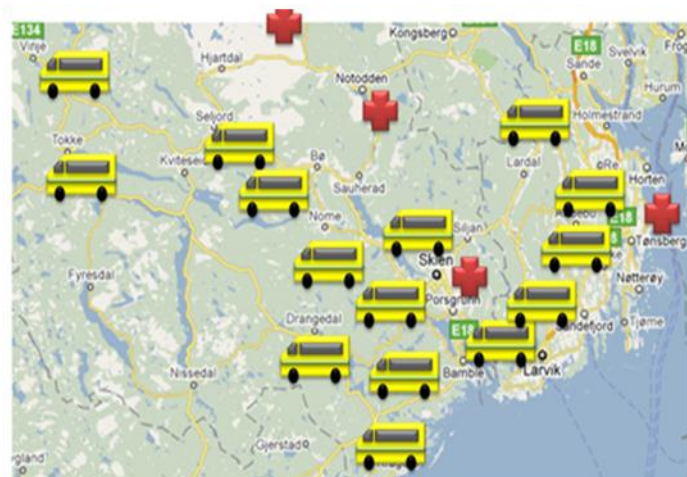 E134
Vinje
Hjartdal
Kongsberg
E18
Sande
Svelvik
Hurum
Notodden
Holmestrand
Seljord
Tokke
Kviteseid
Bø
Sauherad
Lardal
Re
Horten
Nome
Siljan
E18
Tønsberg
Skien
Fyresdal
Nøtterøy
Porsgrunn
Drangedal
E18
Tjøme
Bamble
Larvik
Nissedal
Gjerstad